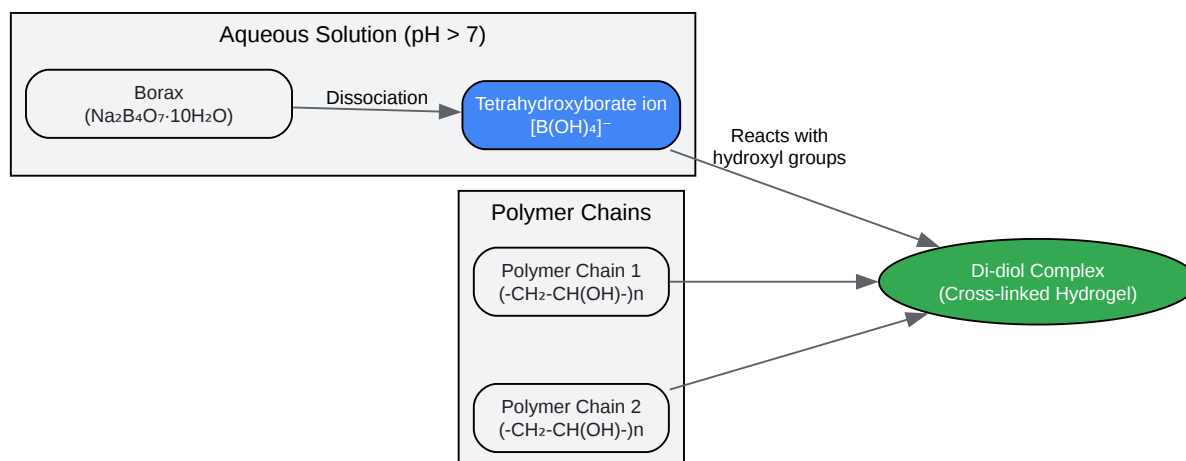 Aqueous Solution (pH > 7)
Borax
(Na₂B₄O₇·10H₂O)
Dissociation
Tetrahydroxyborate ion
[B(OH)₄]⁻
Reacts with
hydroxyl groups
Polymer Chains
Polymer Chain 1
(-CH₂-CH(OH)-)n
Di-diol Complex
(Cross-linked Hydrogel)
Polymer Chain 2
(-CH₂-CH(OH)-)n